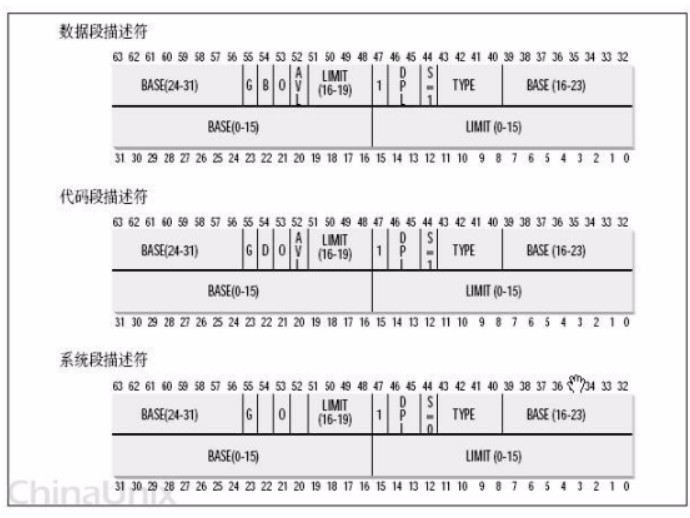 数据段描述符
63 62 61 60 59 58 57 56 55 54 53 52 51 50 49 48 47 46 45 44 43 42 41 40 39 38 37 36 35 34 33 32
BASE(24-31) G B O AVL LIMIT (16-19) 1 DPL S=1 TYPE BASE (16-23)
BASE(0-15) LIMIT (0-15)
31 30 29 28 27 26 25 24 23 22 21 20 19 18 17 16 15 14 13 12 11 10 9 8 7 6 5 4 3 2 1 0
代码段描述符
63 62 61 60 59 58 57 56 55 54 53 52 51 50 49 48 47 46 45 44 43 42 41 40 39 38 37 36 35 34 33 32
BASE(24-31) G D O AVL LIMIT (16-19) 1 DPL S=1 TYPE BASE (16-23)
BASE(0-15) LIMIT (0-15)
31 30 29 28 27 26 25 24 23 22 21 20 19 18 17 16 15 14 13 12 11 10 9 8 7 6 5 4 3 2 1 0
系统段描述符
63 62 61 60 59 58 57 56 55 54 53 52 51 50 49 48 47 46 45 44 43 42 41 40 39 38 37 36 34 33 32
BASE(24-31) G O LIMIT (16-19) 1 DPL S=0 TYPE BASE (16-23)
BASE(0-15) LIMIT (0-15)
31 30 29 28 27 26 25 24 23 22 21 20 19 18 17 16 15 14 13 12 11 10 9 8 7 6 5 4 3 2 1 0
ChinaUnix